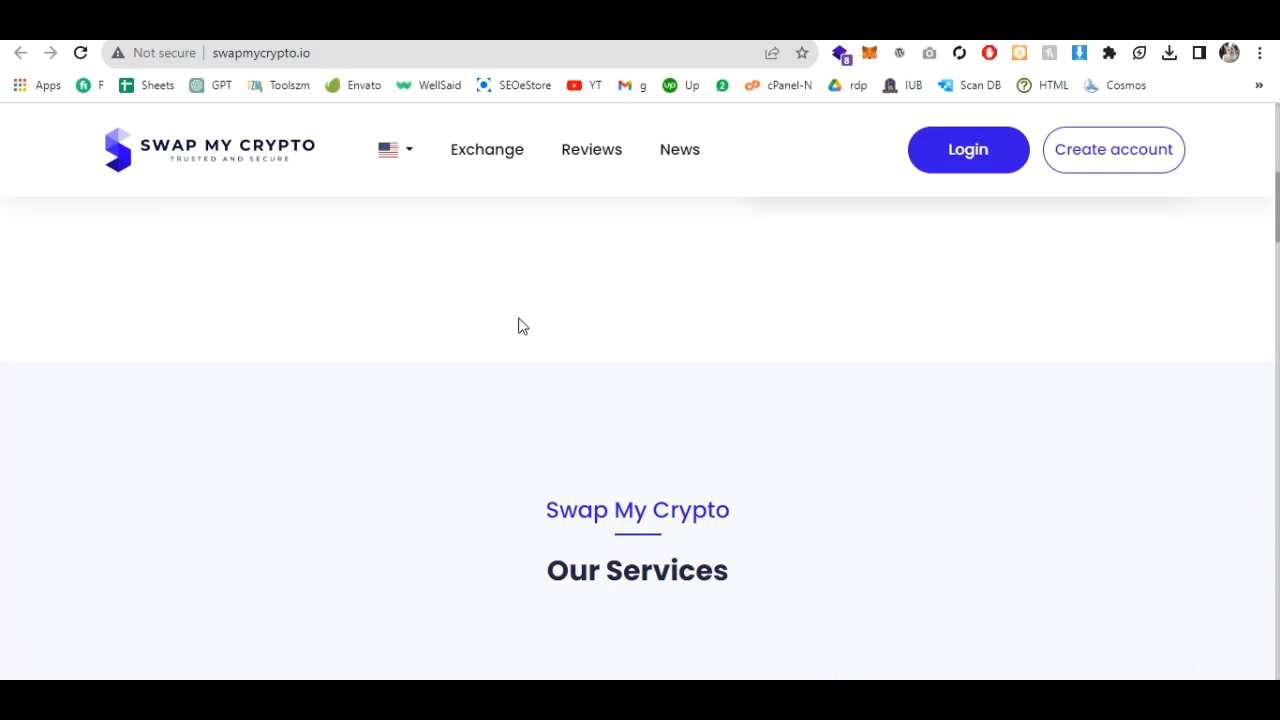 Not secure | swapmycrypto.io
8
Apps F Sheets GPT Toolszm Envato WellSaid SEOeStore YT g Up 2 cPanel-N rdp IUB Scan DB HTML Cosmos »
SWAP MY CRYPTO
TRUSTED AND SECURE
Exchange Reviews News Login Create account
Swap My Crypto
Our Services